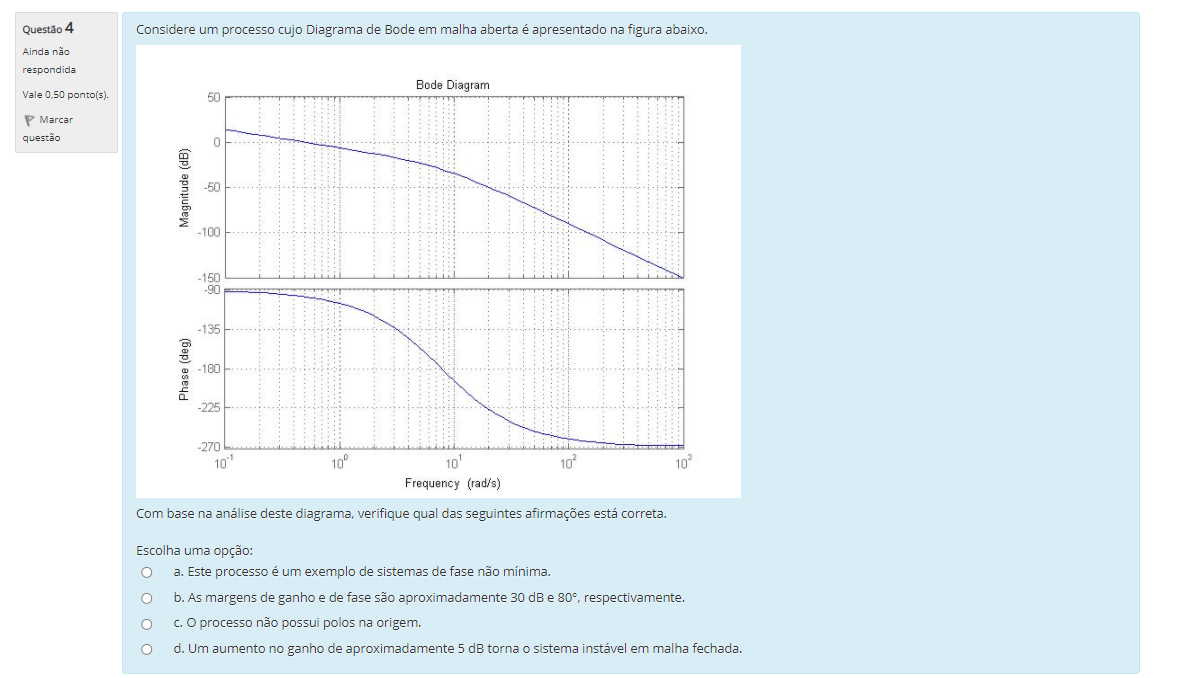 Questão 4
Ainda não
respondida
Vale 0,50 ponto(s).
Marcar
questão
Considere um processo cujo Diagrama de Bode em malha aberta é apresentado na figura abaixo.
Bode Diagram
50
0
-50
-100
-150
Magnitude (dB)
-90
-135
-180
-225
-270
Phase (deg)
10^-1 10^0 10^1 10^2 10^3
Frequency (rad/s)
Com base na análise deste diagrama, verifique qual das seguintes afirmações está correta.
Escolha uma opção:
a. Este processo é um exemplo de sistemas de fase não mínima.
b. As margens de ganho e de fase são aproximadamente 30 dB e 80°, respectivamente.
c. O processo não possui polos na origem.
d. Um aumento no ganho de aproximadamente 5 dB torna o sistema instável em malha fechada.